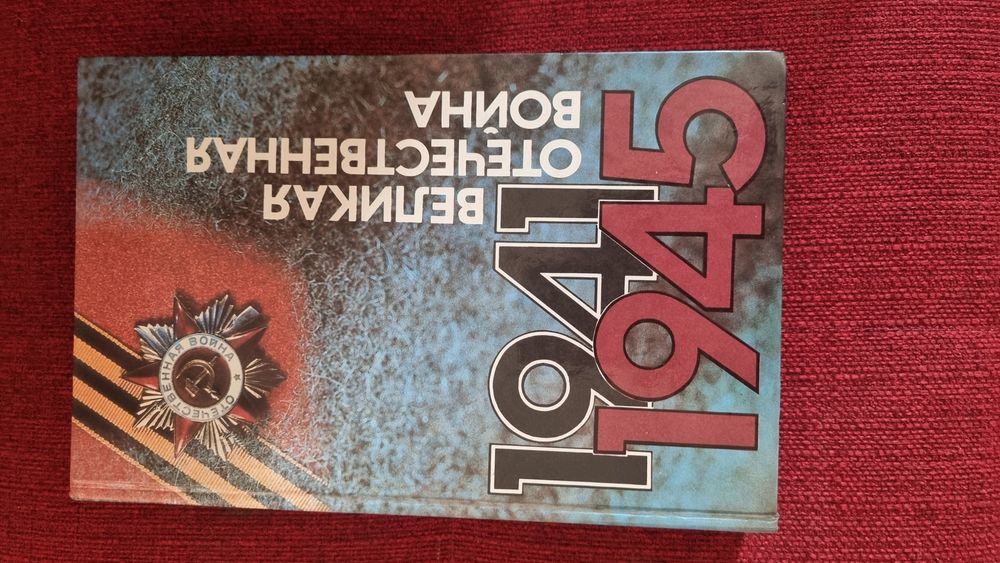 ВЕЛИКАЯ
ОТЕЧЕСТВЕННАЯ
ВОЙНА
1941
1945
ОТЕЧЕСТВЕННАЯ ВОЙНА